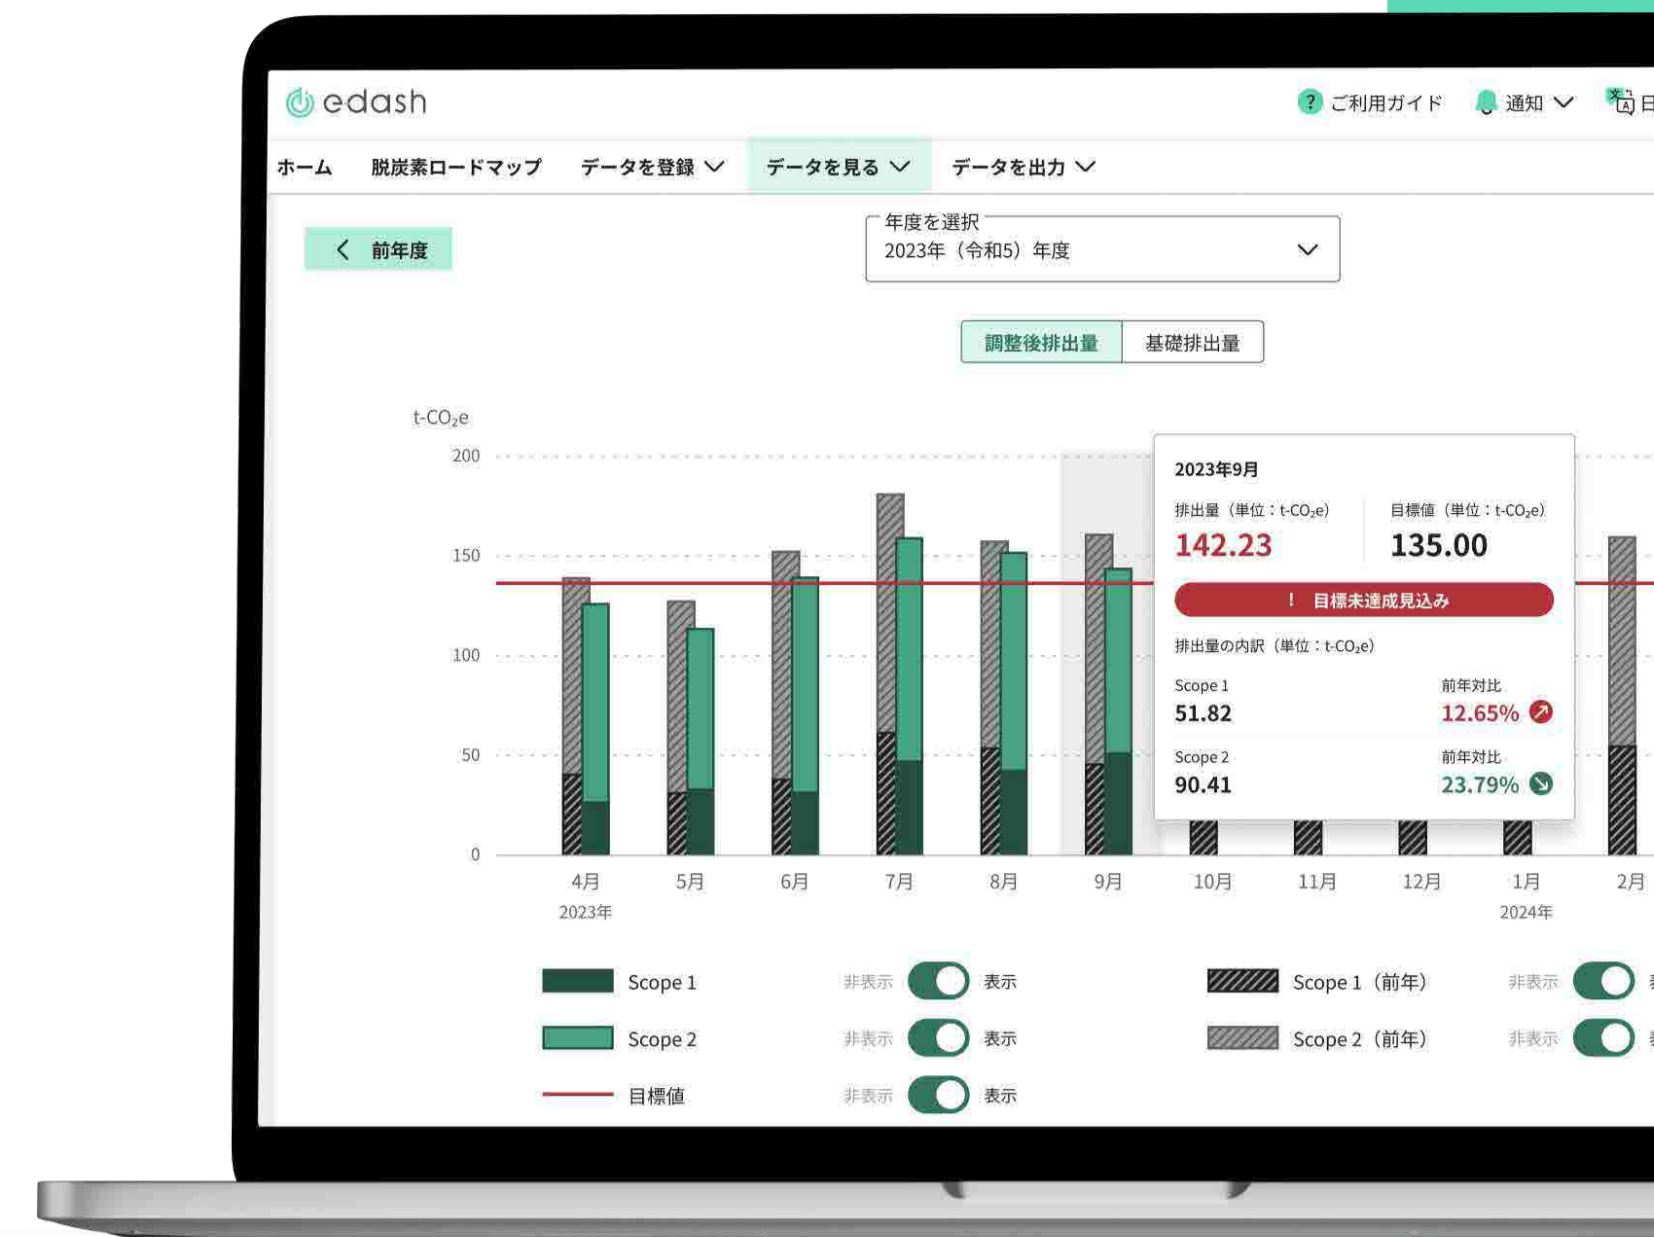 edash
? ご利用ガイド 通知
ホーム 脱炭素ロードマップ データを登録 データを見る データを出力
年度を選択
前年度 2023年（令和5）年度
調整後排出量 基礎排出量
t-CO₂e
200
150
100
50
0
2023年9月
排出量（単位：t-CO₂e） 目標値（単位：t-CO₂e）
142.23 135.00
! 目標未達成見込み
排出量の内訳（単位：t-CO₂e）
Scope 1 前年対比
51.82 12.65%
Scope 2 前年対比
90.41 23.79%
4月 5月 6月 7月 8月 9月 10月 11月 12月 1月 2月
2023年 2024年
Scope 1 非表示 表示 Scope 1（前年） 非表示
Scope 2 非表示 表示 Scope 2（前年） 非表示
目標値 非表示 表示